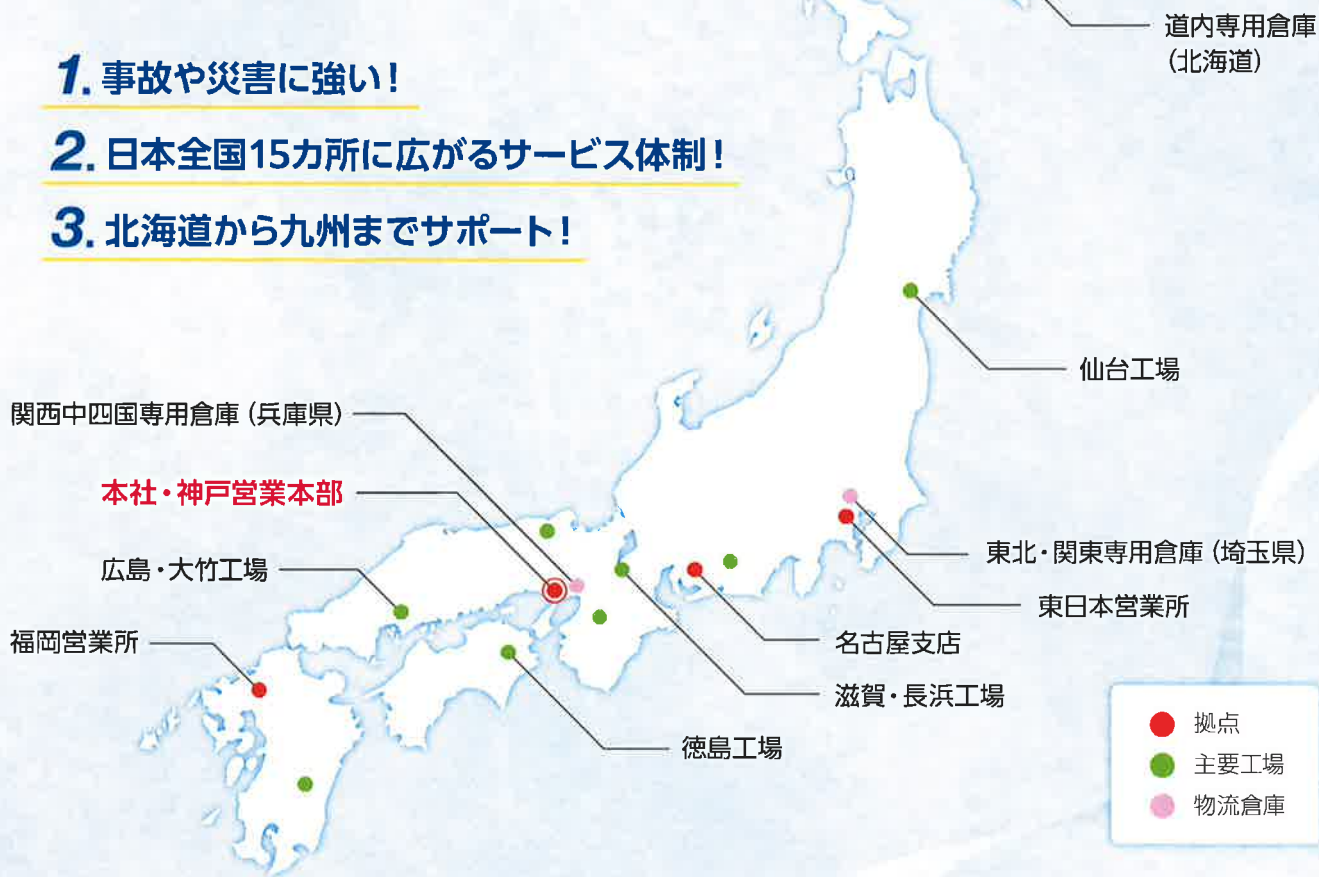 1. 事故や災害に強い！
2. 日本全国15カ所に広がるサービス体制！
3. 北海道から九州までサポート！
道内専用倉庫
（北海道）
仙台工場
関西中四国専用倉庫（兵庫県）
本社・神戸営業本部
広島・大竹工場
福岡営業所
東北・関東専用倉庫（埼玉県）
東日本営業所
名古屋支店
滋賀・長浜工場
徳島工場
拠点
主要工場
物流倉庫